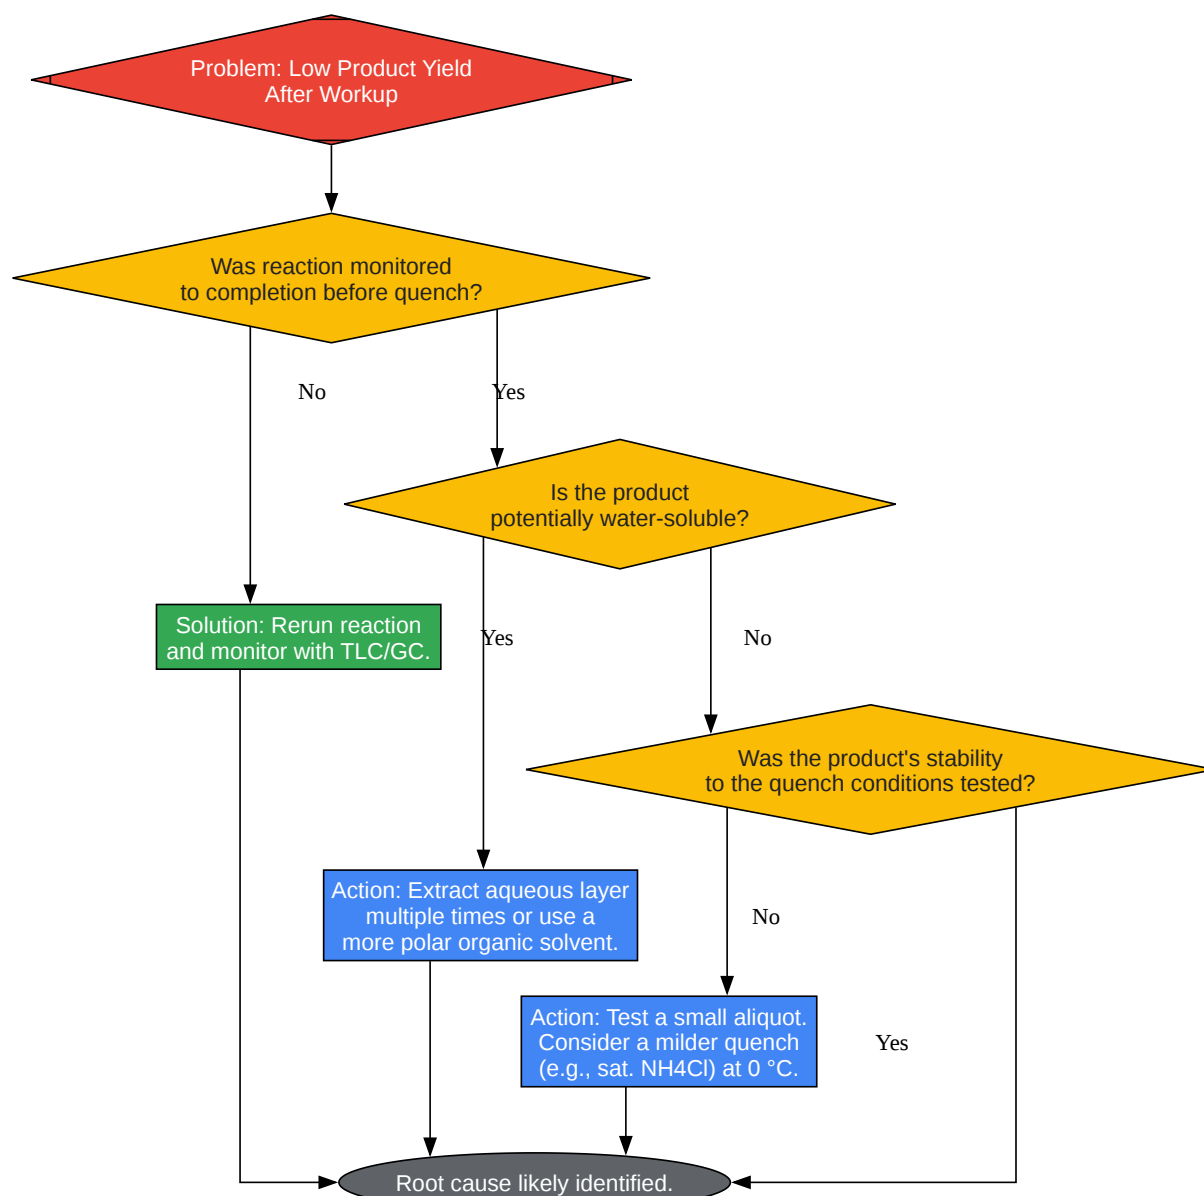 Problem: Low Product Yield
After Workup
Was reaction monitored
to completion before quench?
No
Yes
Is the product
potentially water-soluble?
Solution: Rerun reaction
and monitor with TLC/GC.
Yes
No
Was the product's stability
to the quench conditions tested?
Action: Extract aqueous layer
multiple times or use a
more polar organic solvent.
No
Action: Test a small aliquot.
Consider a milder quench
(e.g., sat. NH4Cl) at 0 °C.
Yes
Root cause likely identified.